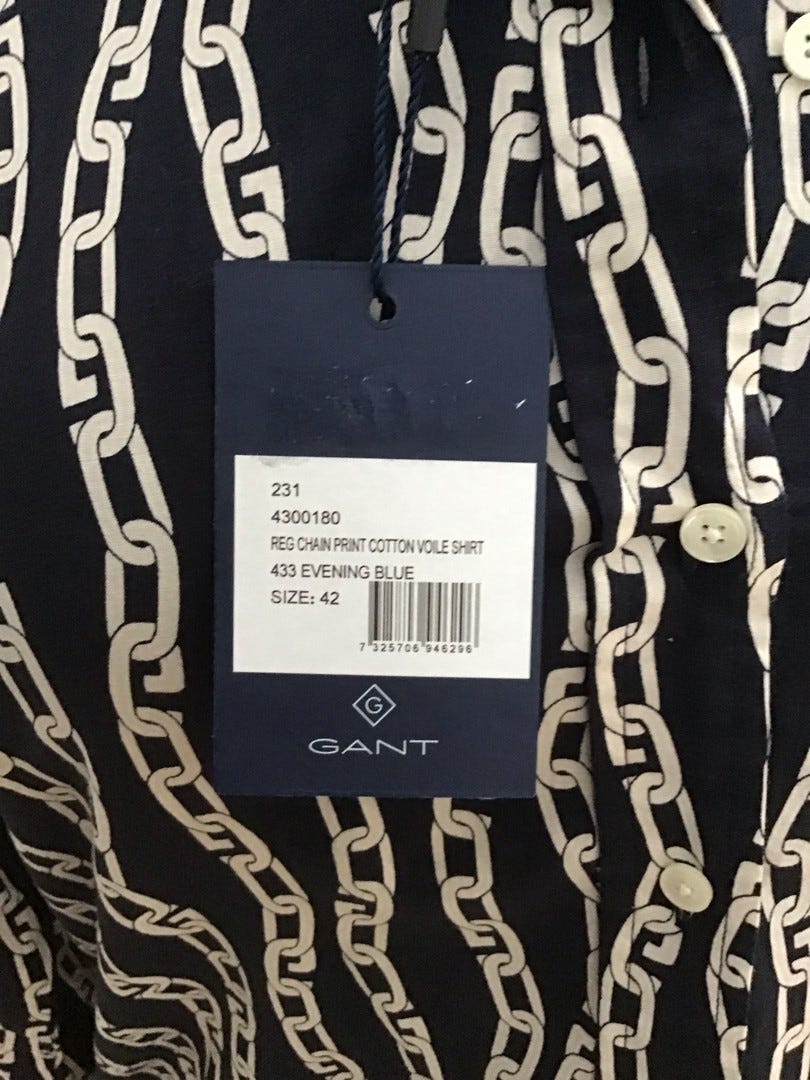 231
4300180
REG CHAIN PRINT COTTON VOILE SHIRT
433 EVENING BLUE
SIZE: 42
7 325706 946296
G
GANT